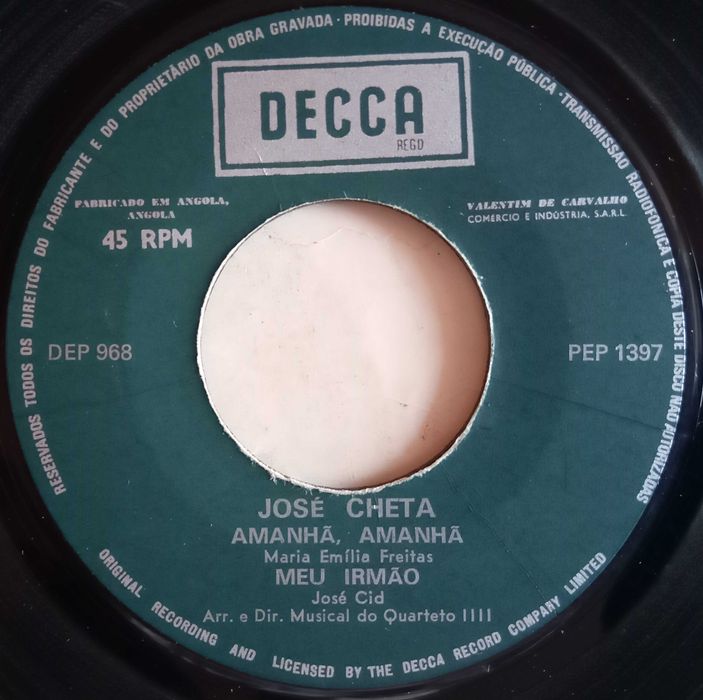 RESERVADOS TODOS OS DIREITOS DO FABRICANTE E DO PROPRIETÁRIO DA OBRA GRAVADA · PROIBIDAS A EXECUÇÃO PÚBLICA · TRANSMISSÃO RADIOFÓNICA E CÓPIA DESTE DISCO NÃO AUTORIZADAS
DECCA
REGD
FABRICADO EM ANGOLA,
ANGOLA
45 RPM
VALENTIM DE CARVALHO
COMÉRCIO E INDÚSTRIA, S.A.R.L.
DEP 968
PEP 1397
JOSÉ CHETA
AMANHÃ, AMANHÃ
Maria Emília Freitas
MEU IRMÃO
José Cid
Arr. e Dir. Musical do Quarteto IIII
ORIGINAL RECORDING AND LICENSED BY THE DECCA RECORD COMPANY LIMITED